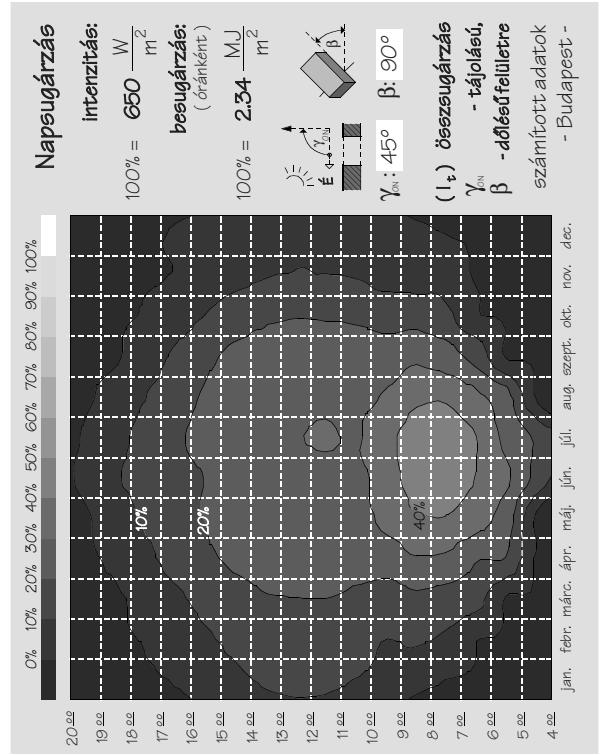 Napsugárzás
intenzitás:
100% = 650 W/m²
besugárzás:
( óránként )
100% = 2.34 MJ/m²
É
γÖN
β
γÖN : 45°
β: 90°
( I t ) összsugárzás
γÖN - tájolású,
β - dőlésű felületre
számított adatok
- Budapest -
0% 10% 20% 30% 40% 50% 60% 70% 80% 90% 100%
20 00
19 00
18 00
17 00
16 00
15 00
14 00
13 00
12 00
11 00
10 00
9 00
8 00
7 00
6 00
5 00
4 00
10%
20%
40%
jan. febr. márc. ápr. máj. jún. júl. aug. szept. okt. nov. dec.